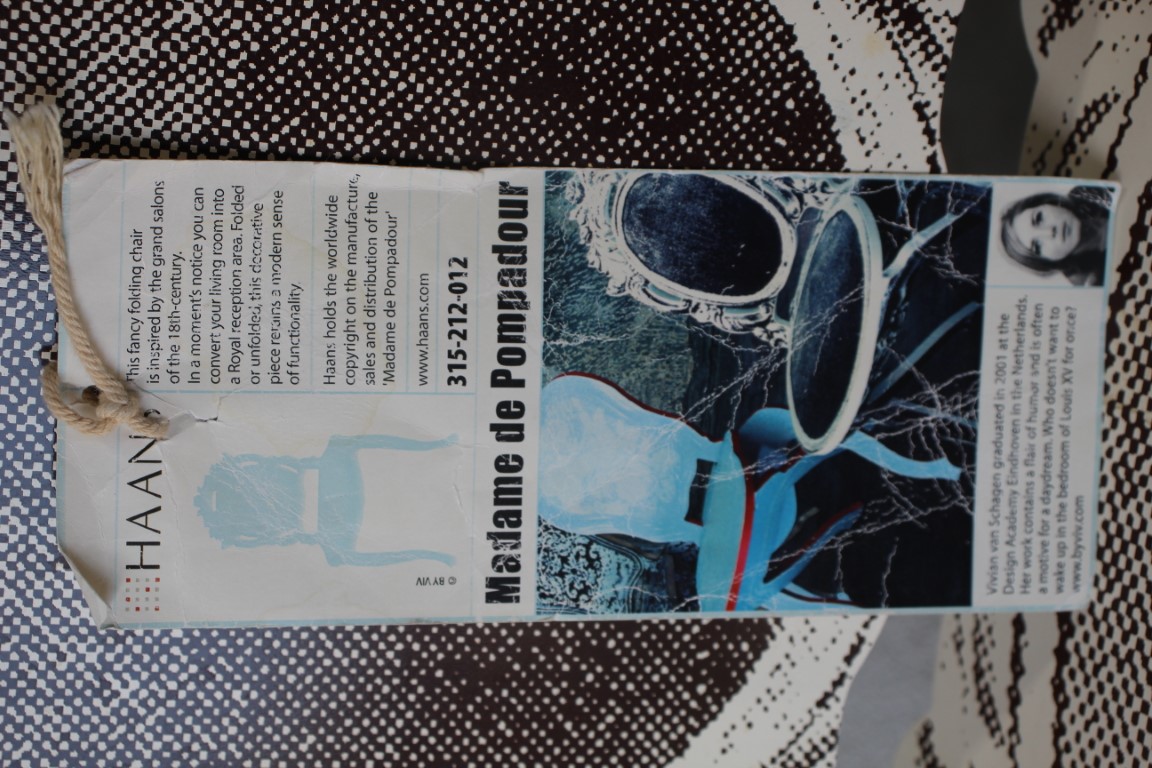 HAAN
This fancy folding chair
is inspired by the grand salons
of the 18th-century.
In a moment's notice you can
convert your living room into
a Royal reception area. Folded
or unfolded, this decorative
piece retains a modern sense
of functionality.
Haans holds the worldwide
copyright on the manufacture,
sales and distribution of the
'Madame de Pompadour'
www.haans.com
315-212-012
© BY VIV
Madame de Pompadour
Vivian van Schagen graduated in 2001 at the
Design Academy Eindhoven in the Netherlands.
Her work contains a flair of humor and is often
a motive for a daydream. Who doesn't want to
wake up in the bedroom of Louis XV for once?
www.byviv.com